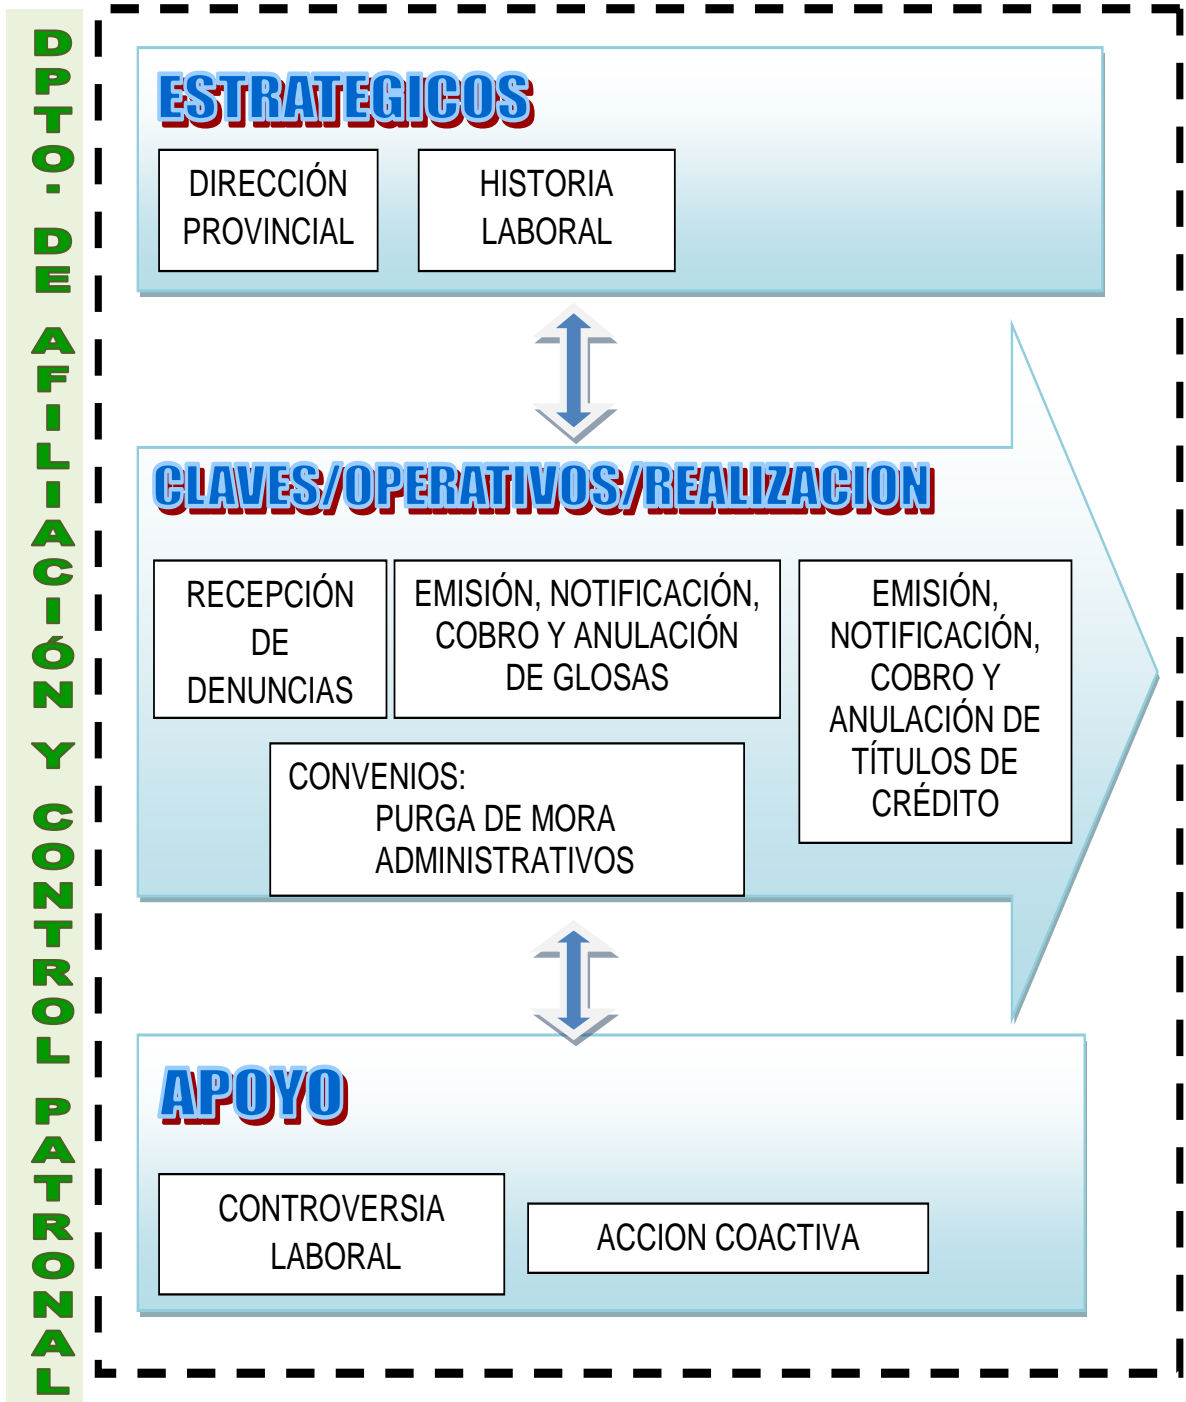 DPTO. DE AFILIACIÓN Y CONTROL PATRONAL
ESTRATEGICOS
DIRECCIÓN
PROVINCIAL
HISTORIA
LABORAL
CLAVES/OPERATIVOS/REALIZACION
RECEPCIÓN
DE
DENUNCIAS
EMISIÓN, NOTIFICACIÓN,
COBRO Y ANULACIÓN
DE GLOSAS
EMISIÓN,
NOTIFICACIÓN,
COBRO Y
ANULACIÓN DE
TÍTULOS DE
CRÉDITO
CONVENIOS:
PURGA DE MORA
ADMINISTRATIVOS
APOYO
CONTROVERSIA
LABORAL
ACCION COACTIVA